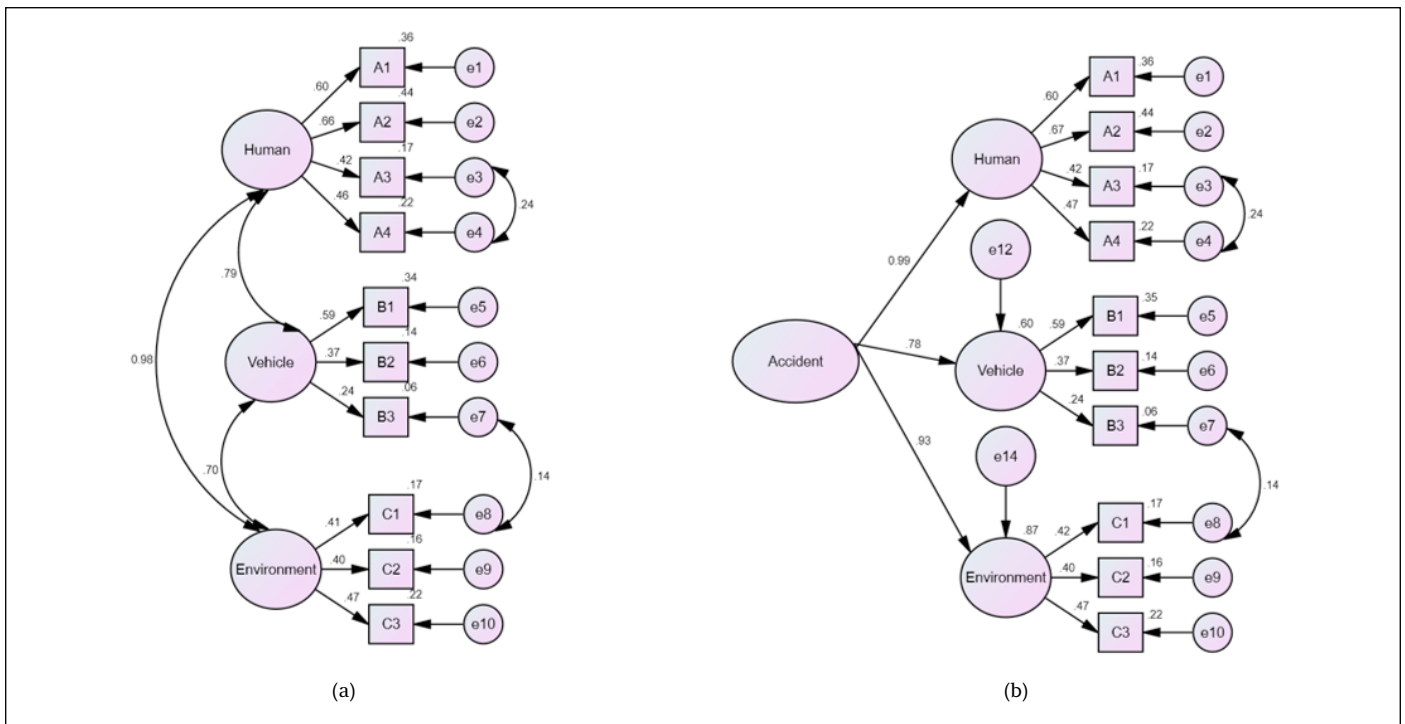 .36
A1
e1
.60
.44
A2
e2
.66
Human
.17
.42
A3
e3
.46
.22
.24
A4
e4
.79
.34
B1
e5
.59
.14
Vehicle
.37
B2
e6
0.98
.24
.06
B3
e7
.70
.14
.17
C1
e8
.41
.16
Environment
.40
C2
e9
.47
.22
C3
e10
(a)
.36
A1
e1
.60
.44
A2
e2
.67
Human
.17
.42
A3
e3
.47
.24
.22
A4
e4
e12
0.99
.35
B1
e5
.60
.59
.14
Accident
.78
Vehicle
.37
B2
e6
.24
.06
B3
e7
.93
e14
.14
.17
C1
e8
.87
.42
.16
Environment
.40
C2
e9
.47
.22
C3
e10
(b)